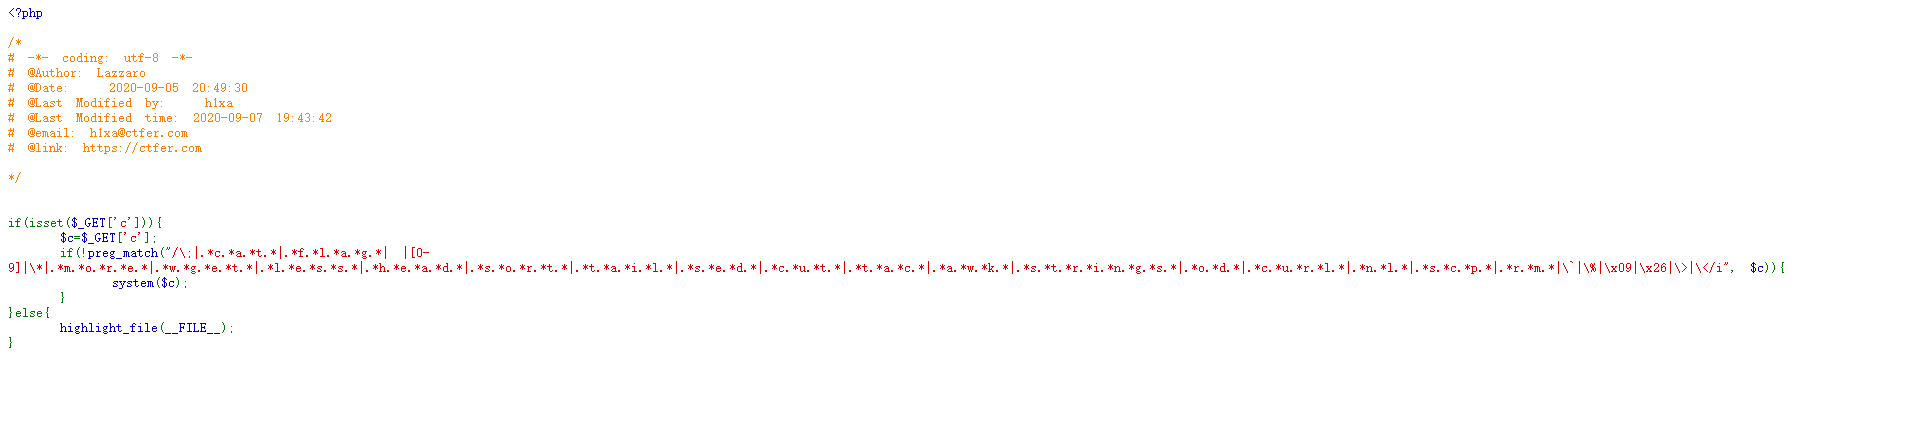 <?php
/*
# -*- coding: utf-8 -*-
# @Author: Lazzaro
# @Date: 2020-09-05 20:49:30
# @Last Modified by: h1xa
# @Last Modified time: 2020-09-07 19:43:42
# @email: h1xa@ctfer.com
# @link: https://ctfer.com
*/
if(isset($_GET['c'])){
$c=$_GET['c'];
if(!preg_match("/\;|.*c.*a.*t.*|.*f.*l.*a.*g.*| |[0-
9]|\*|.*m.*o.*r.*e.*|.*w.*g.*e.*t.*|.*l.*e.*s.*s.*|.*h.*e.*a.*d.*|.*s.*o.*r.*t.*|.*t.*a.*i.*l.*|.*s.*e.*d.*|.*c.*u.*t.*|.*t.*a.*c.*|.*a.*w.*k.*|.*s.*t.*r.*i.*n.*g.*s.*|.*o.*d.*|.*c.*u.*r.*l.*|.*n.*l.*|.*s.*c.*p.*|.*r.*m.*|\`|\%|\x09|\x26|\>|\</i", $c)){
system($c);
}
}else{
highlight_file(__FILE__);
}